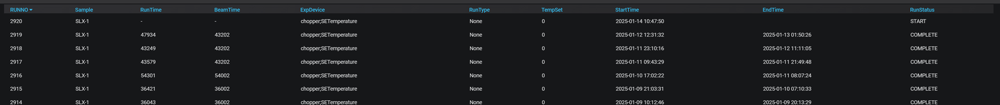 RUNNO Sample RunTime BeamTime ExpDevice RunType TempSet StartTime EndTime RunStatus
2920 SLX-1 - - chopper;SETemperature None 0 2025-01-14 10:47:50 START
2919 SLX-1 47934 43202 chopper;SETemperature None 0 2025-01-12 12:31:32 2025-01-13 01:50:26 COMPLETE
2918 SLX-1 43249 43202 chopper;SETemperature None 0 2025-01-11 23:10:16 2025-01-12 11:11:05 COMPLETE
2917 SLX-1 43579 43202 chopper;SETemperature None 0 2025-01-11 09:43:29 2025-01-11 21:49:48 COMPLETE
2916 SLX-1 54301 54002 chopper;SETemperature None 0 2025-01-10 17:02:22 2025-01-11 08:07:24 COMPLETE
2915 SLX-1 36421 36002 chopper;SETemperature None 0 2025-01-09 21:03:31 2025-01-10 07:10:33 COMPLETE
2914 SLX-1 36043 36002 chopper;SETemperature None 0 2025-01-09 10:12:46 2025-01-09 20:13:29 COMPLETE